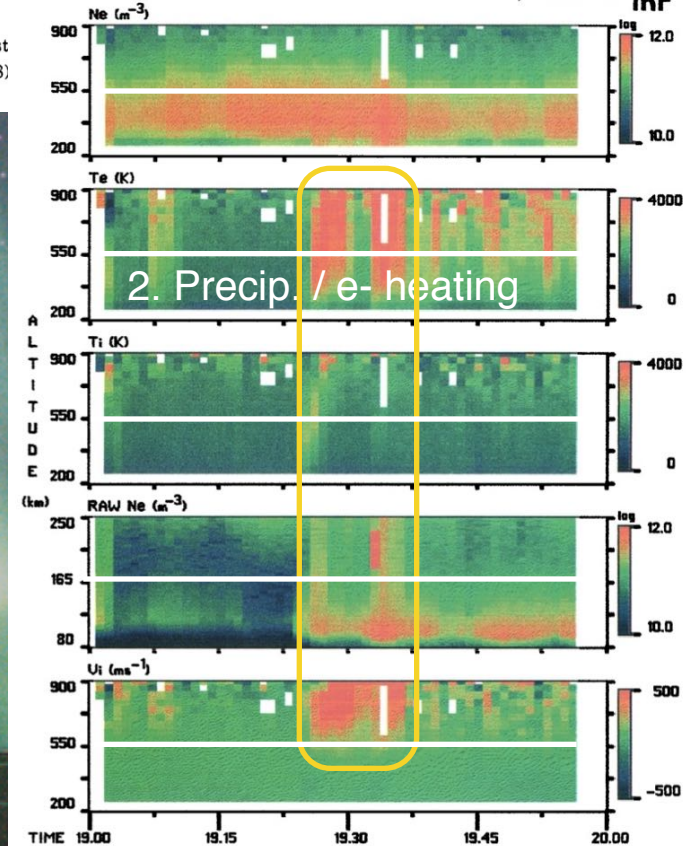 Ne (m⁻³)
900
550
200
log
12.0
10.0
Te (K)
900
550
200
4000
0
2. Precip. / e- heating
Ti (K)
900
550
200
4000
0
ALTITUDE
(km)
RAW Ne (m⁻³)
250
165
80
log
12.0
10.0
Vi (ms⁻¹)
900
550
200
500
-500
TIME 19.00 19.15 19.30 19.45 20.00